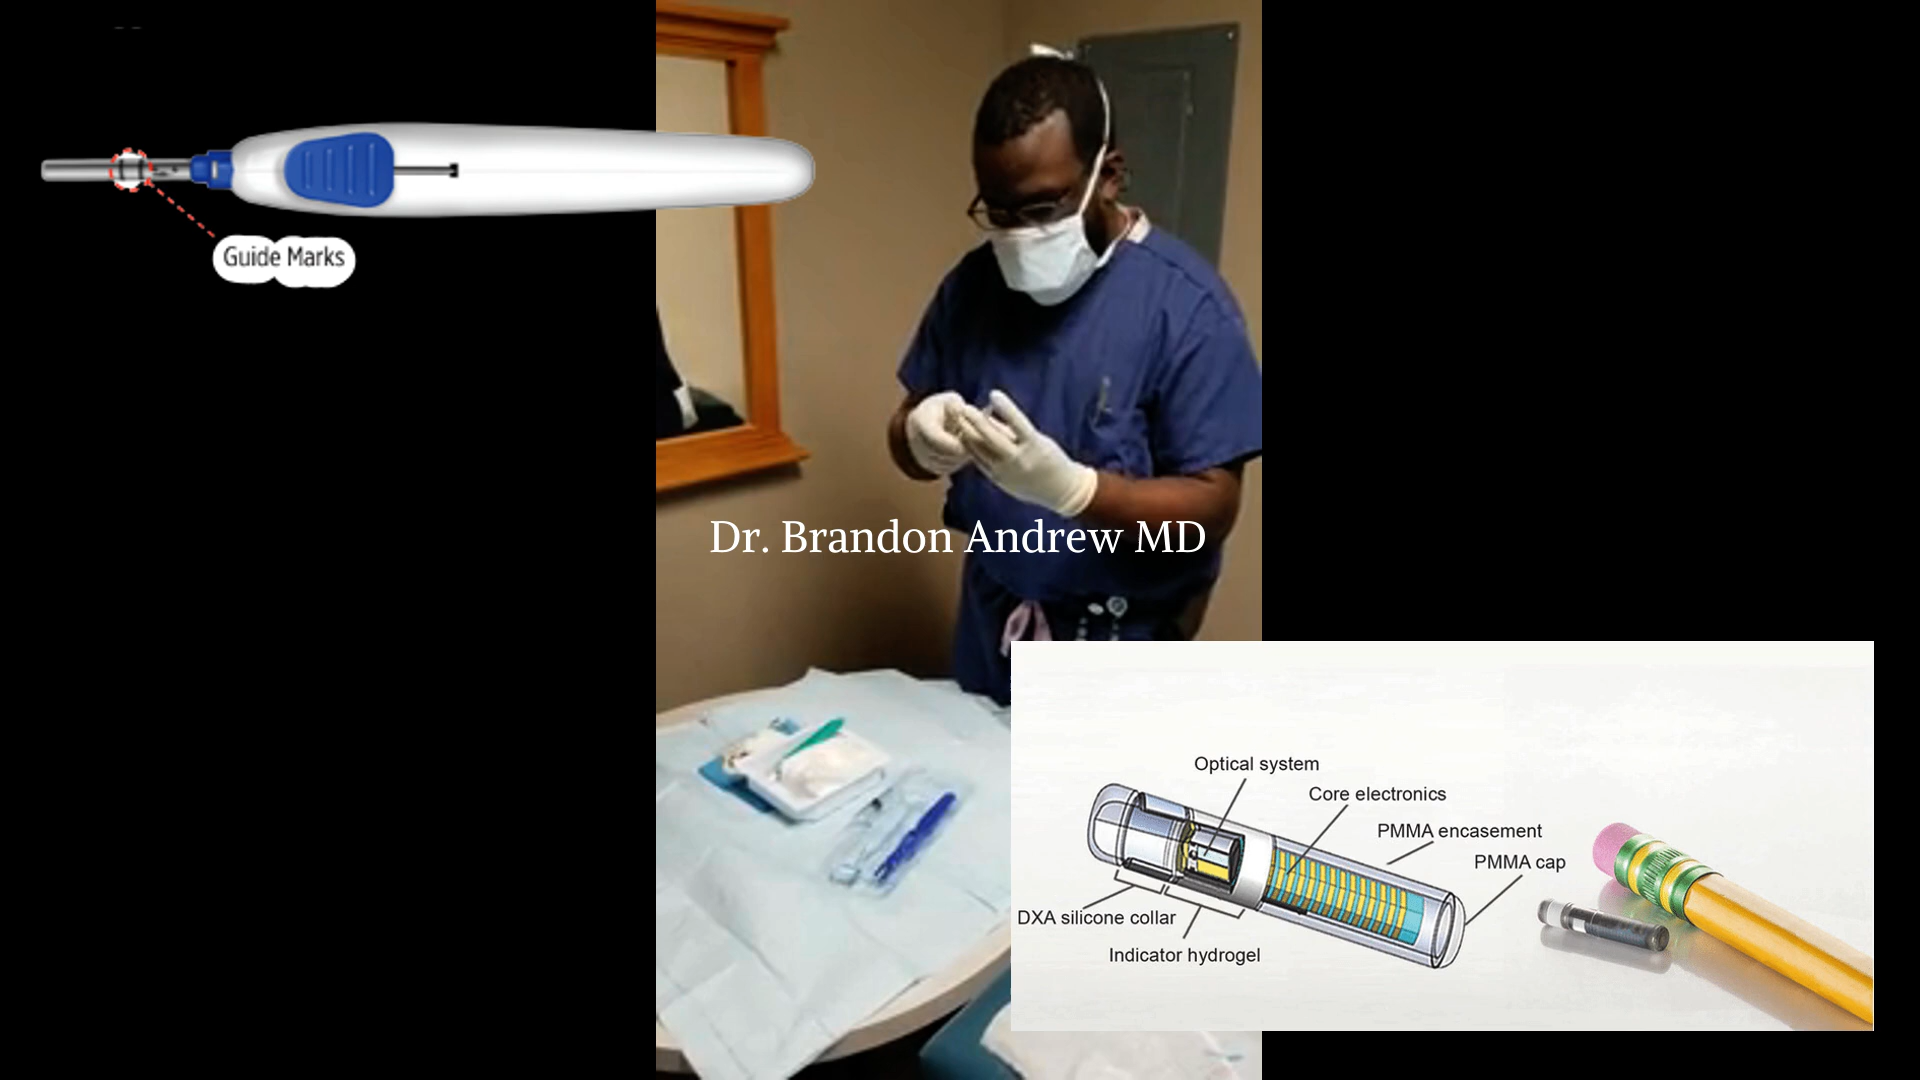 Guide Marks
Dr. Brandon Andrew MD
Optical system
Core electronics
PMMA encasement
PMMA cap
DXA silicone collar
Indicator hydrogel